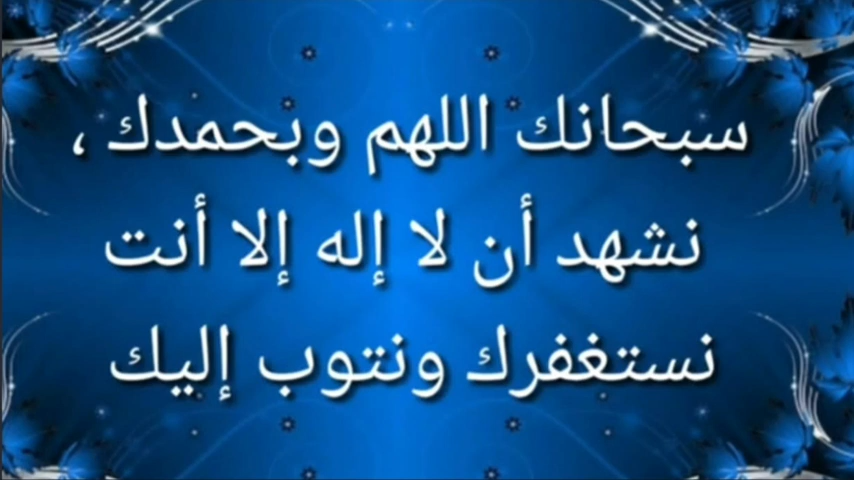 سبحانك اللهم وبحمدك ،
نشهد أن لا إله إلا أنت
نستغفرك ونتوب إليك